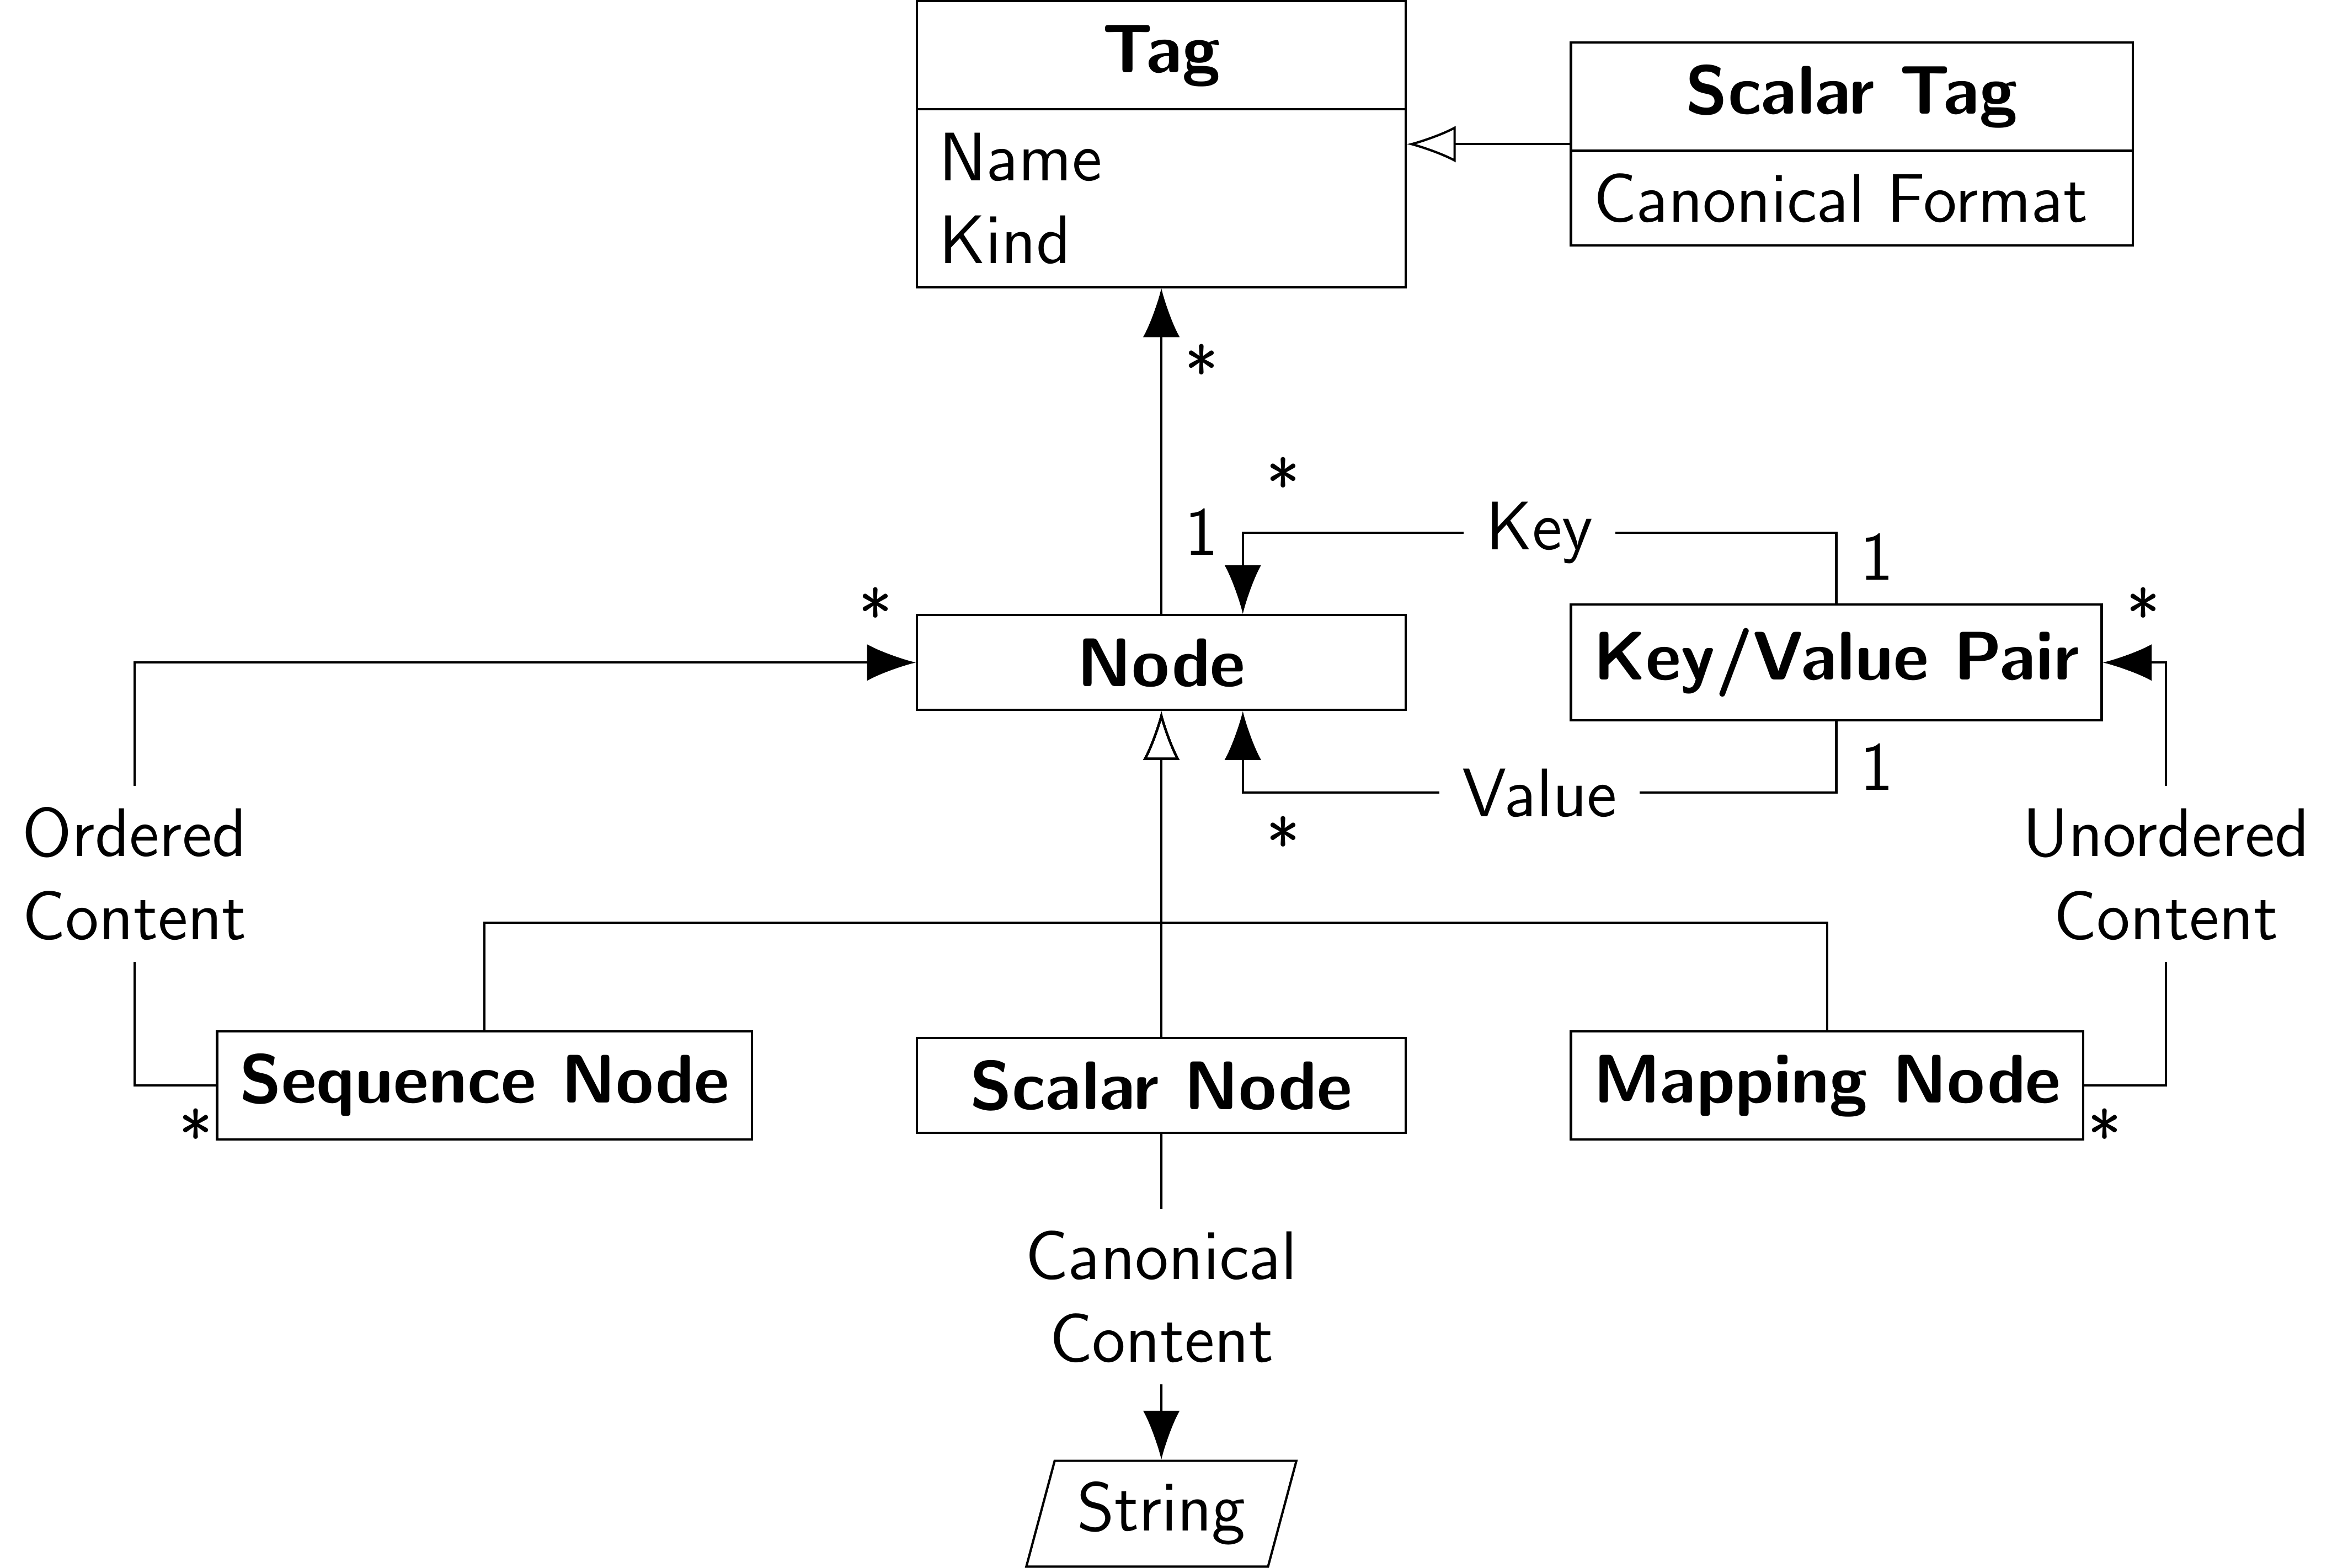 Tag
Name
Kind
Scalar Tag
Canonical Format
*
*
Key
1
1
*
*
Node
Key/Value Pair
1
Value
*
Ordered
Content
Unordered
Content
Sequence Node
Scalar Node
Mapping Node
*
*
Canonical
Content
String